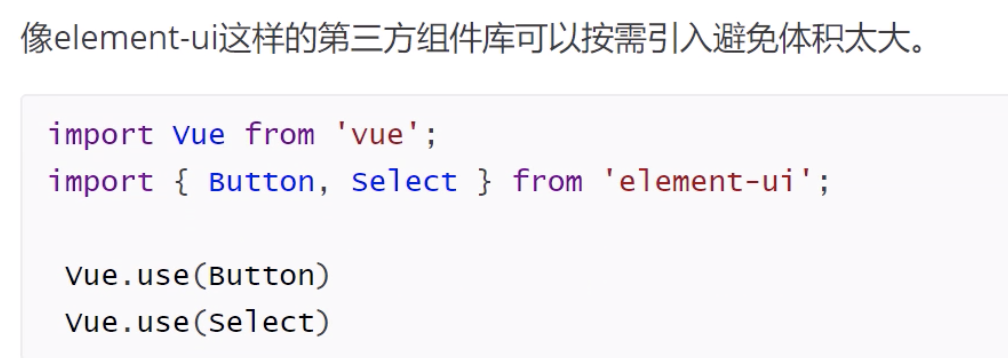 像element-ui这样的第三方组件库可以按需引入避免体积太大。
import Vue from 'vue';
import { Button, Select } from 'element-ui';
Vue.use(Button)
Vue.use(Select)